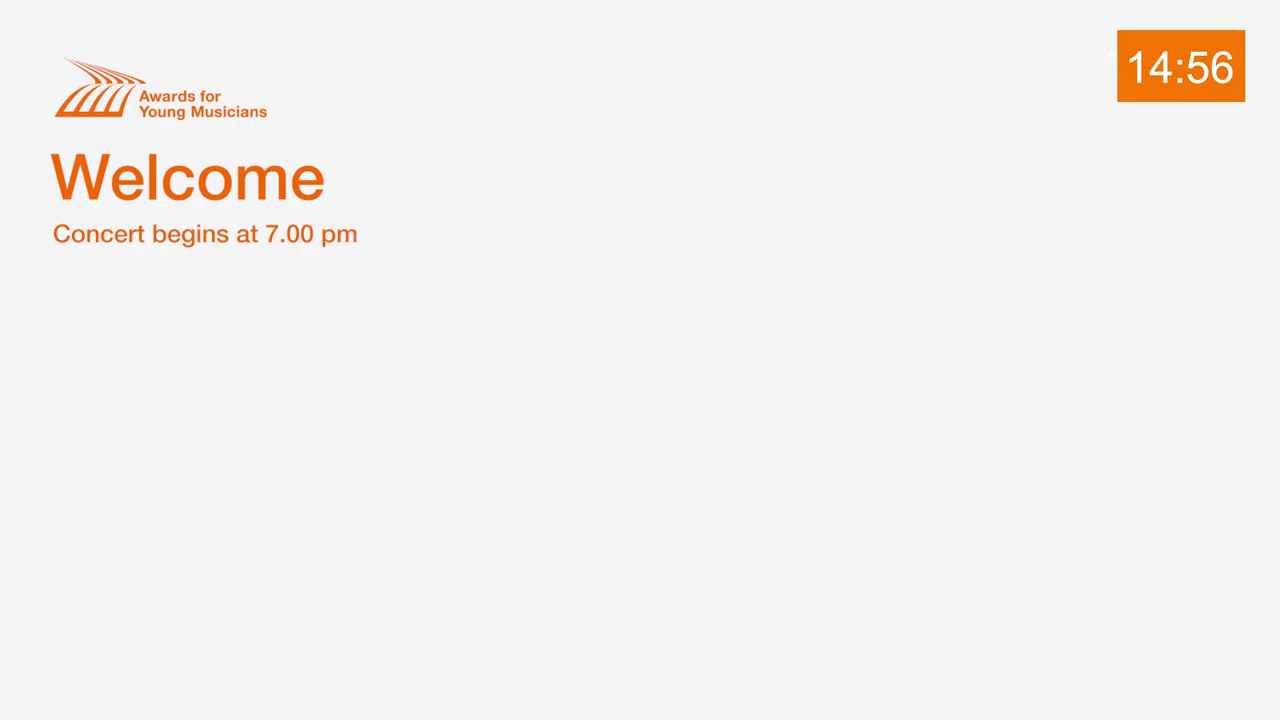 14:56
Awards for
Young Musicians
Welcome
Concert begins at 7.00 pm